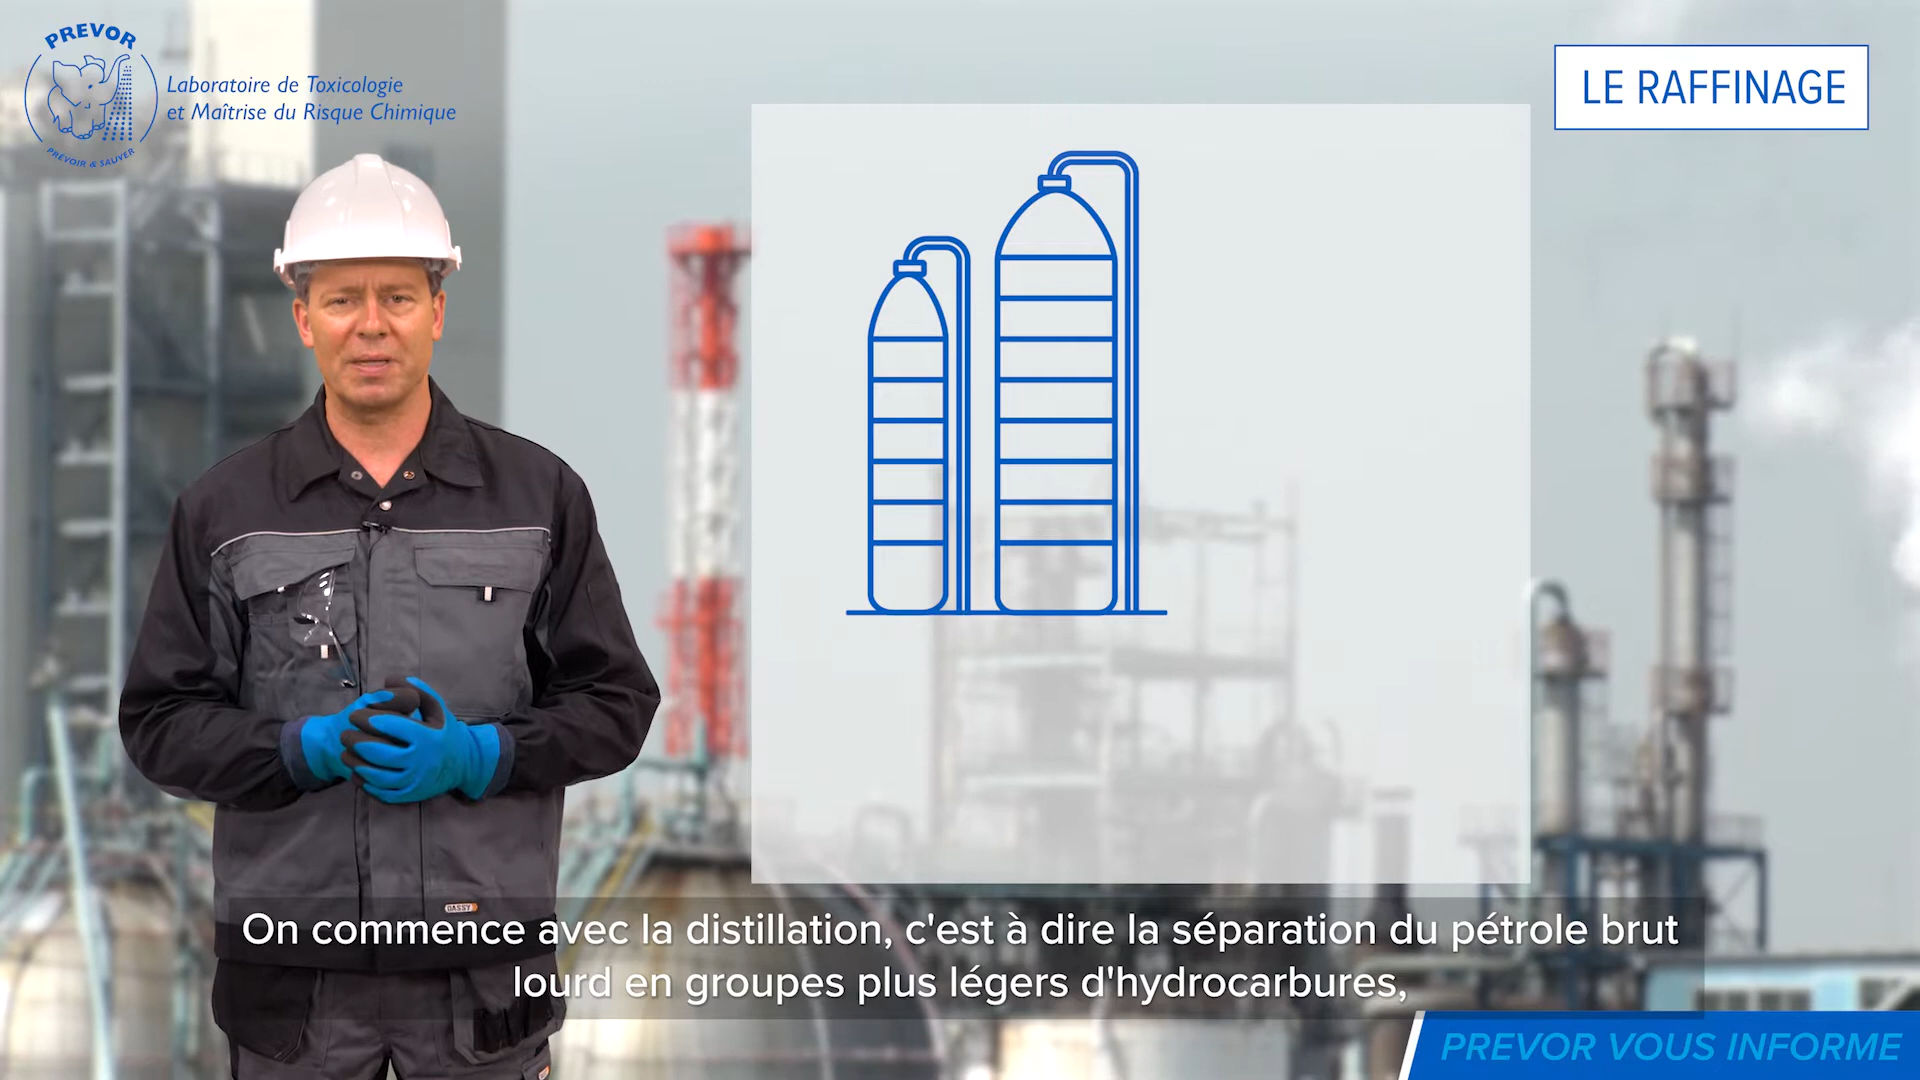 PREVOR
Laboratoire de Toxicologie
et Maîtrise du Risque Chimique
PRÉVOIR & SAUVER
LE RAFFINAGE
DASSY
On commence avec la distillation, c'est à dire la séparation du pétrole brut
lourd en groupes plus légers d'hydrocarbures,
PREVOR VOUS INFORME